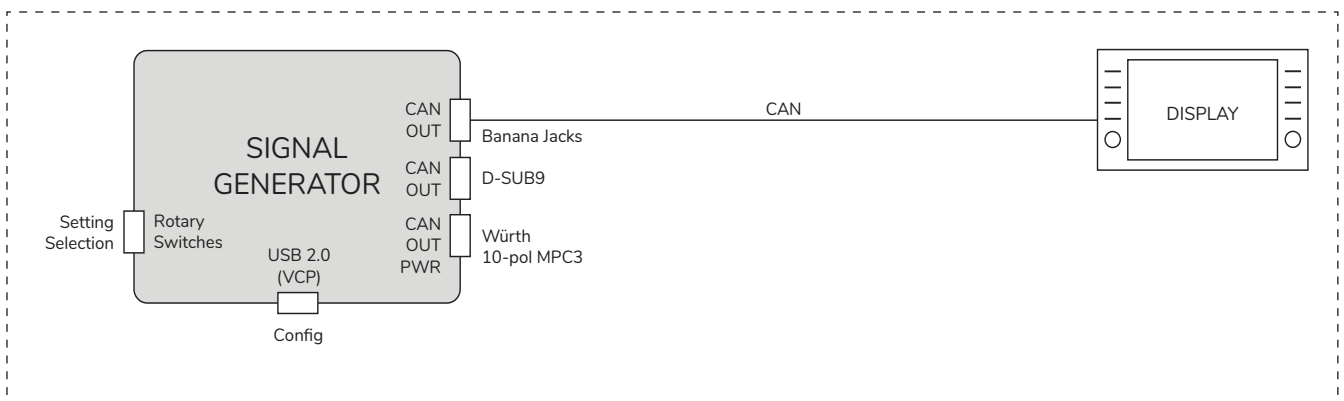 SIGNAL
GENERATOR
CAN
OUT
Banana Jacks
CAN
OUT
D-SUB9
CAN
OUT
PWR
Würth
10-pol MPC3
Setting
Selection
Rotary
Switches
USB 2.0
(VCP)
Config
CAN
DISPLAY